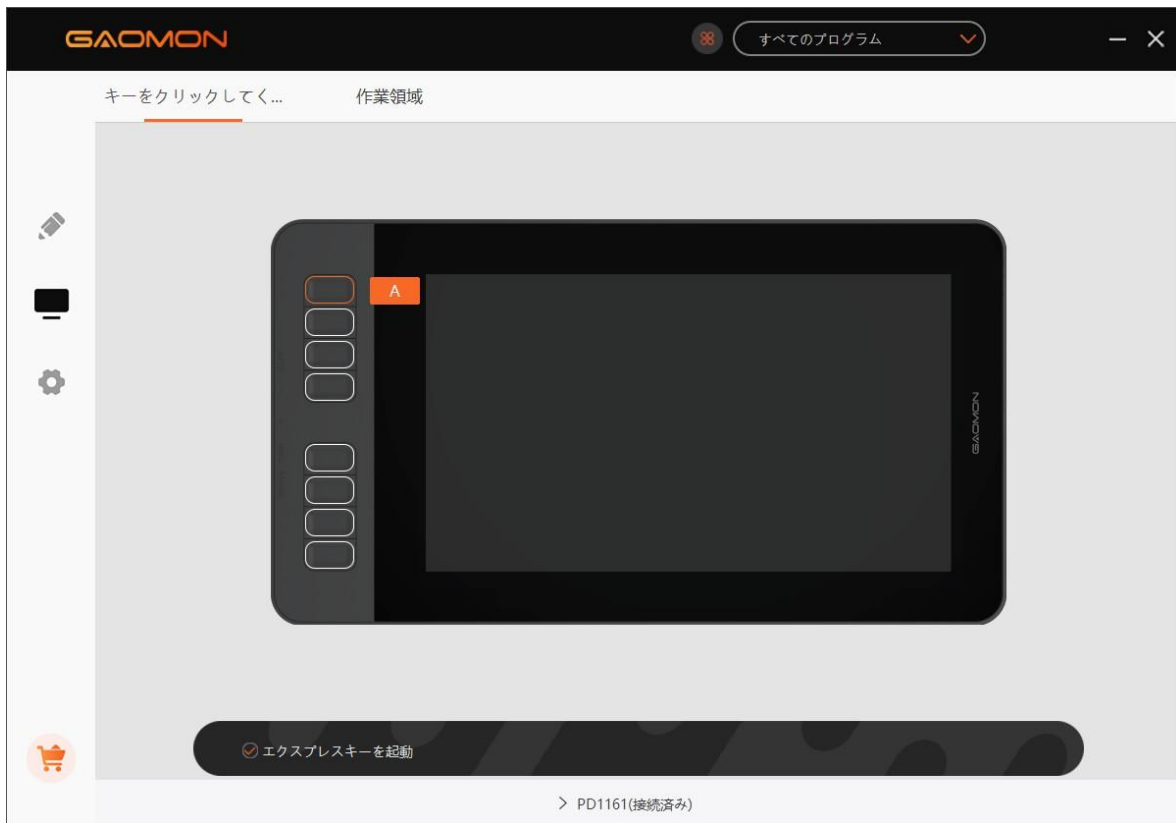 GAOMON
すべてのプログラム
キーをクリックしてく...
作業領域
A
GAOMON
エクスプレスキーを起動
PD1161(接続済み)